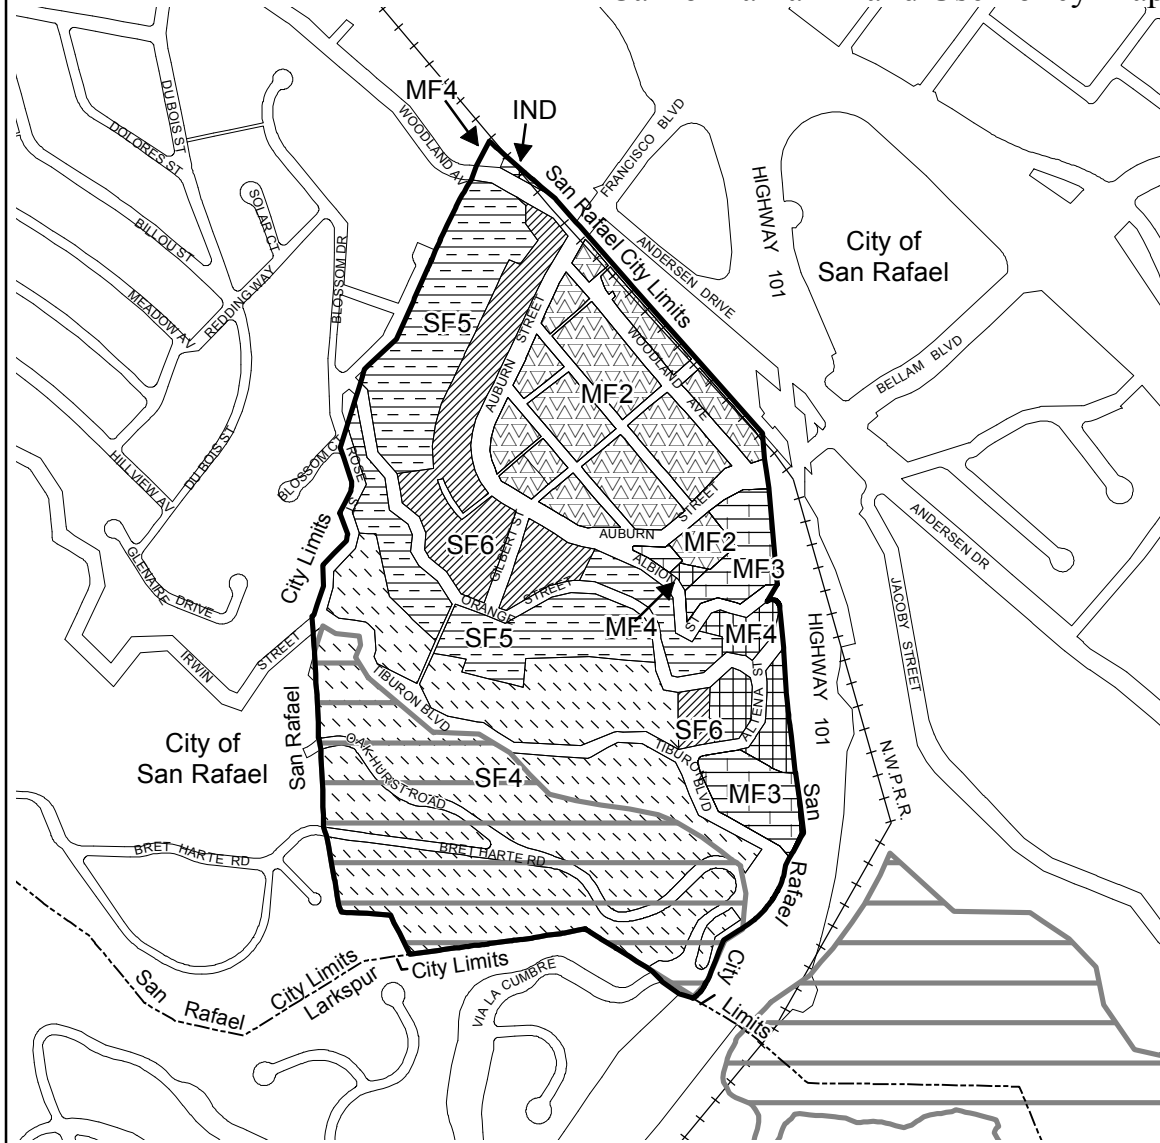 MF4
IND
DUBOIS ST
DOLORES ST
WOODLAND AV
FRANCISCO BLVD
San Rafael City Limits
HIGHWAY 101
SOLAR CT
BILLOU ST
BLOSSOM DR
REDDING WAY
MEADOW AV
ANDERSEN DRIVE
City of
San Rafael
SF5
AUBURN STREET
WOODLAND AVE
MF2
BELLAM BLVD
HILLVIEW AV
DUBOIS ST
BLOSSOM CT
ROSE ST
City Limits
GLENAIRE DRIVE
SF6
GILBERT S
AUBURN STREET
MF2
ALBION ST
MF3
ANDERSEN DR
ORANGE STREET
MF4
MF4
SF5
JACOBY STREET
HIGHWAY 101
IRWIN STREET
TIBURON BLVD
San Rafael
City of
San Rafael
OAK HURST ROAD
SF4
SF6
ALTENA ST
TIBURON BLVD
MF3
N.W.P.R.R.
BRET HARTE RD
BRET HARTE RD
San Rafael City Limits
San Rafael City Limits
Larkspur
City Limits
VIA LA CUMBRE